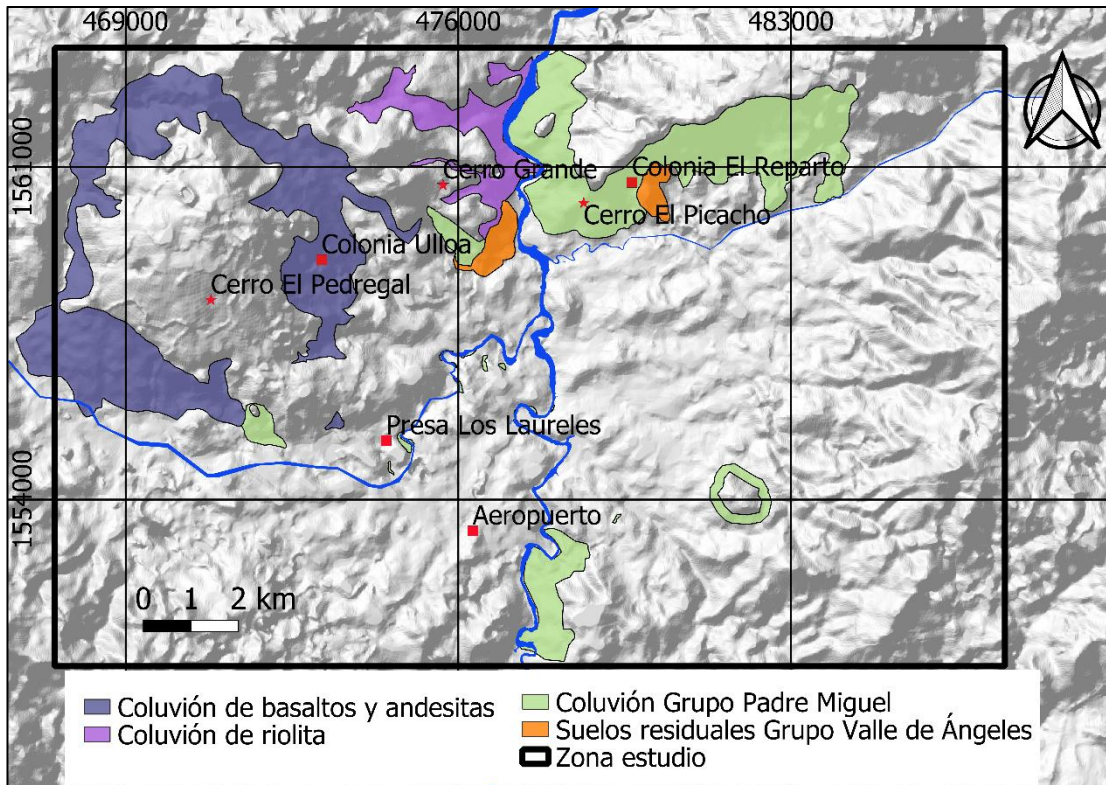 469000 476000 483000
1561000
Cerro Grande
Colonia El Reparto
Cerro El Picacho
Colonia Ulloa
Cerro El Pedregal
Presa Los Laureles
1554000
Aeropuerto
0 1 2 km
Coluvión de basaltos y andesitas
Coluvión de riolita
Coluvión Grupo Padre Miguel
Suelos residuales Grupo Valle de Ángeles
Zona estudio